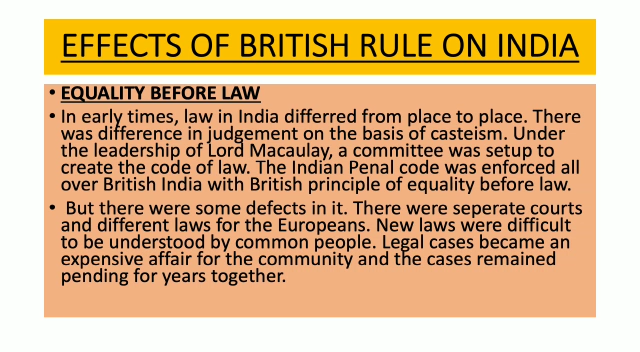 EFFECTS OF BRITISH RULE ON INDIA
• EQUALITY BEFORE LAW
• In early times, law in India differred from place to place. There
was difference in judgement on the basis of casteism. Under
the leadership of Lord Macaulay, a committee was setup to
create the code of law. The Indian Penal code was enforced all
over British India with British principle of equality before law.
• But there were some defects in it. There were seperate courts
and different laws for the Europeans. New laws were difficult
to be understood by common people. Legal cases became an
expensive affair for the community and the cases remained
pending for years together.